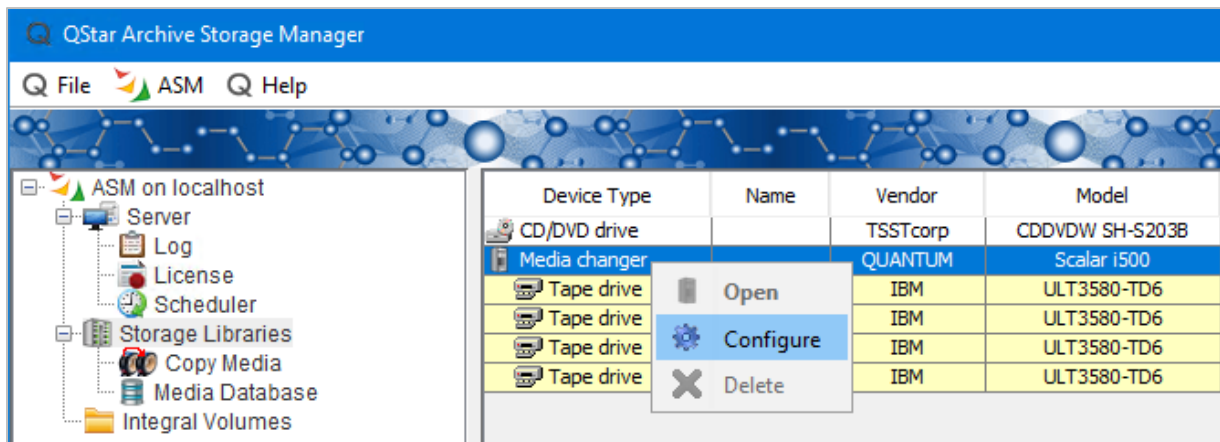 QStar Archive Storage Manager
File ASM Help
ASM on localhost
Server
Log
License
Scheduler
Storage Libraries
Copy Media
Media Database
Integral Volumes
Device Type Name Vendor Model
CD/DVD drive TSSTcorp CDDVDW SH-S203B
Media changer QUANTUM Scalar i500
Tape drive IBM ULT3580-TD6
Tape drive IBM ULT3580-TD6
Tape drive IBM ULT3580-TD6
Tape drive IBM ULT3580-TD6
Open
Configure
Delete